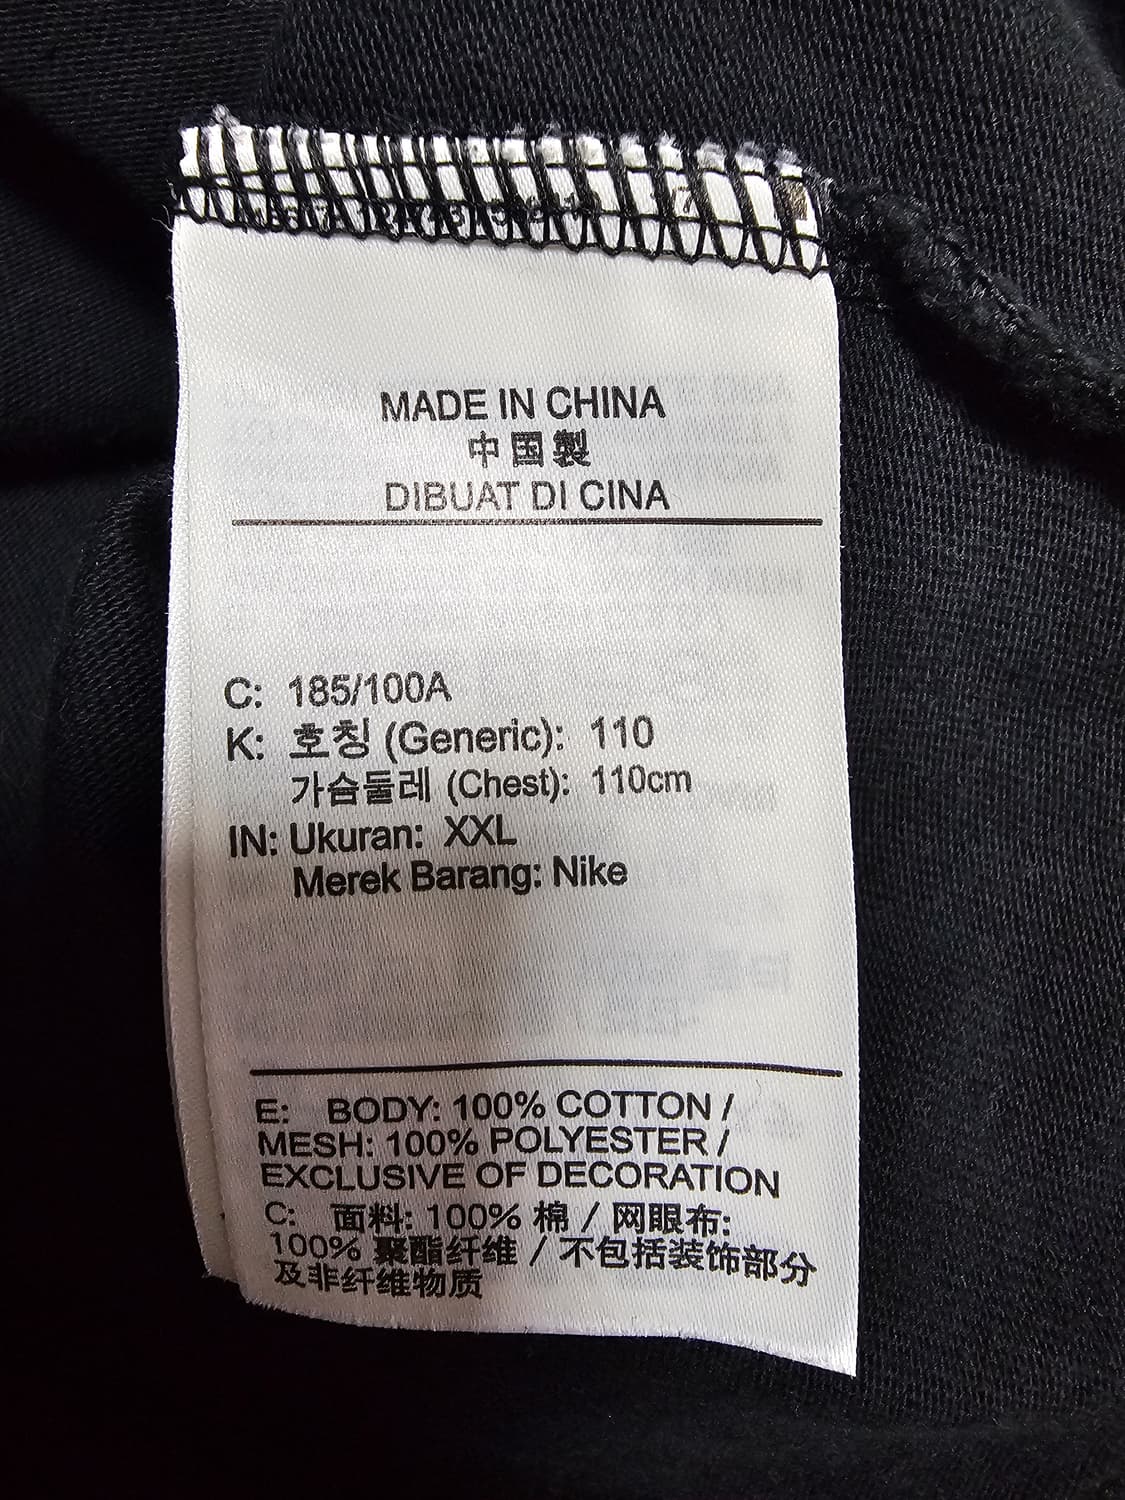 MADE IN CHINA
中国製
DIBUAT DI CINA
C: 185/100A
K: 호칭 (Generic): 110
가슴둘레 (Chest): 110cm
IN: Ukuran: XXL
Merek Barang: Nike
E: BODY: 100% COTTON /
MESH: 100% POLYESTER /
EXCLUSIVE OF DECORATION
C: 面料: 100% 棉 / 网眼布:
100% 聚酯纤维 / 不包括装饰部分
及非纤维物质